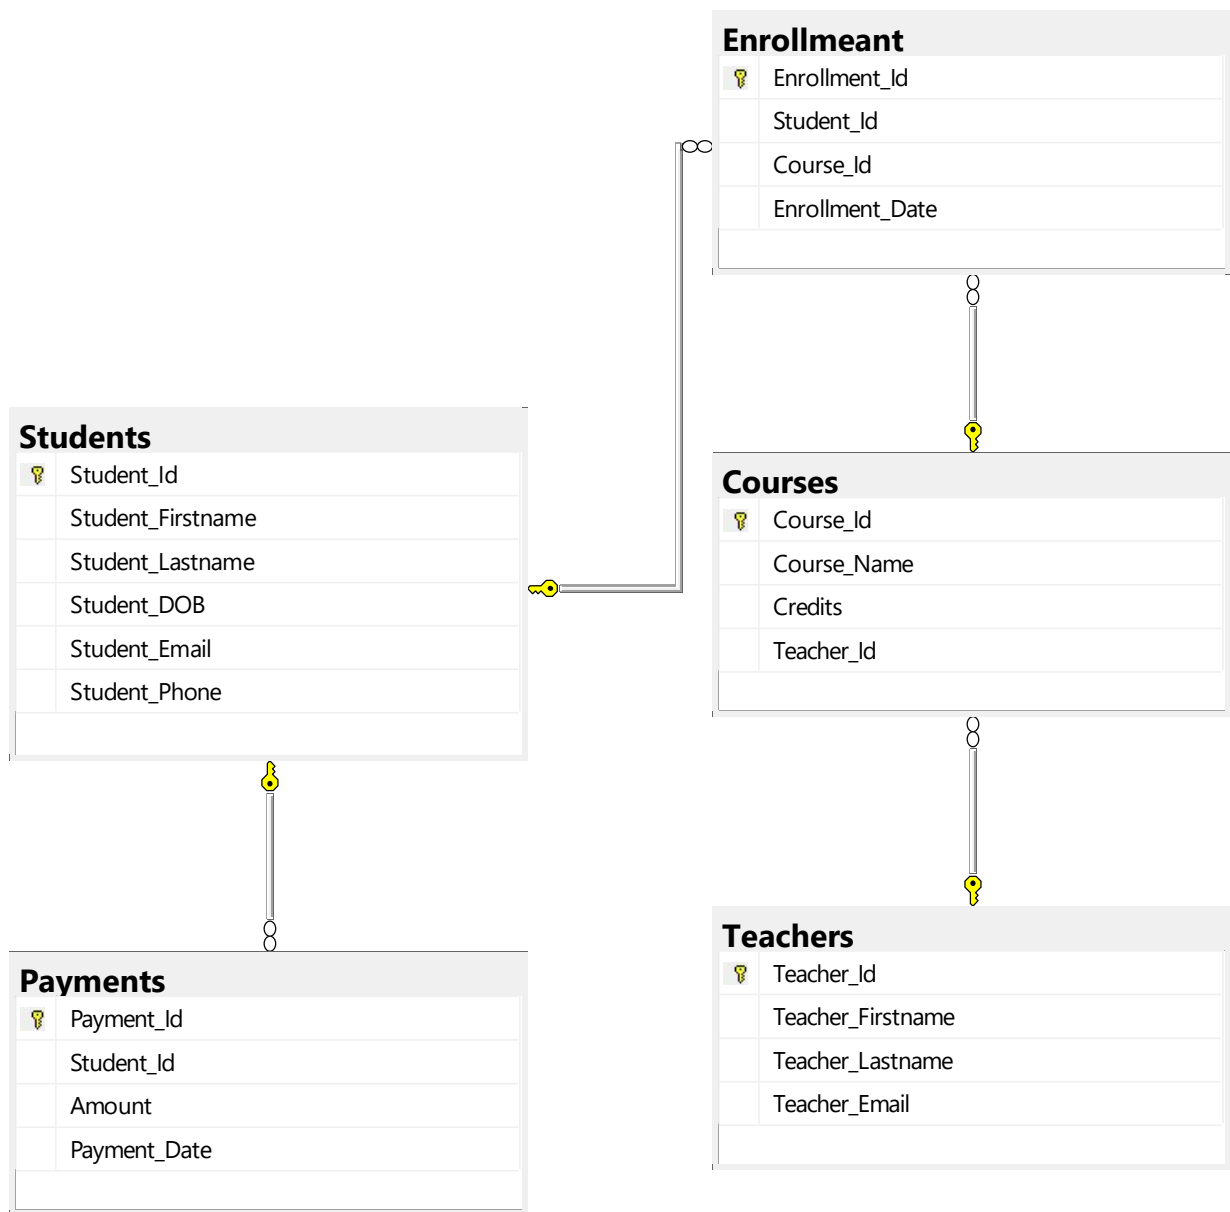 Enrollmeant
Enrollment_Id
Student_Id
Course_Id
Enrollment_Date
Students
Student_Id
Student_Firstname
Student_Lastname
Student_DOB
Student_Email
Student_Phone
Courses
Course_Id
Course_Name
Credits
Teacher_Id
Payments
Payment_Id
Student_Id
Amount
Payment_Date
Teachers
Teacher_Id
Teacher_Firstname
Teacher_Lastname
Teacher_Email